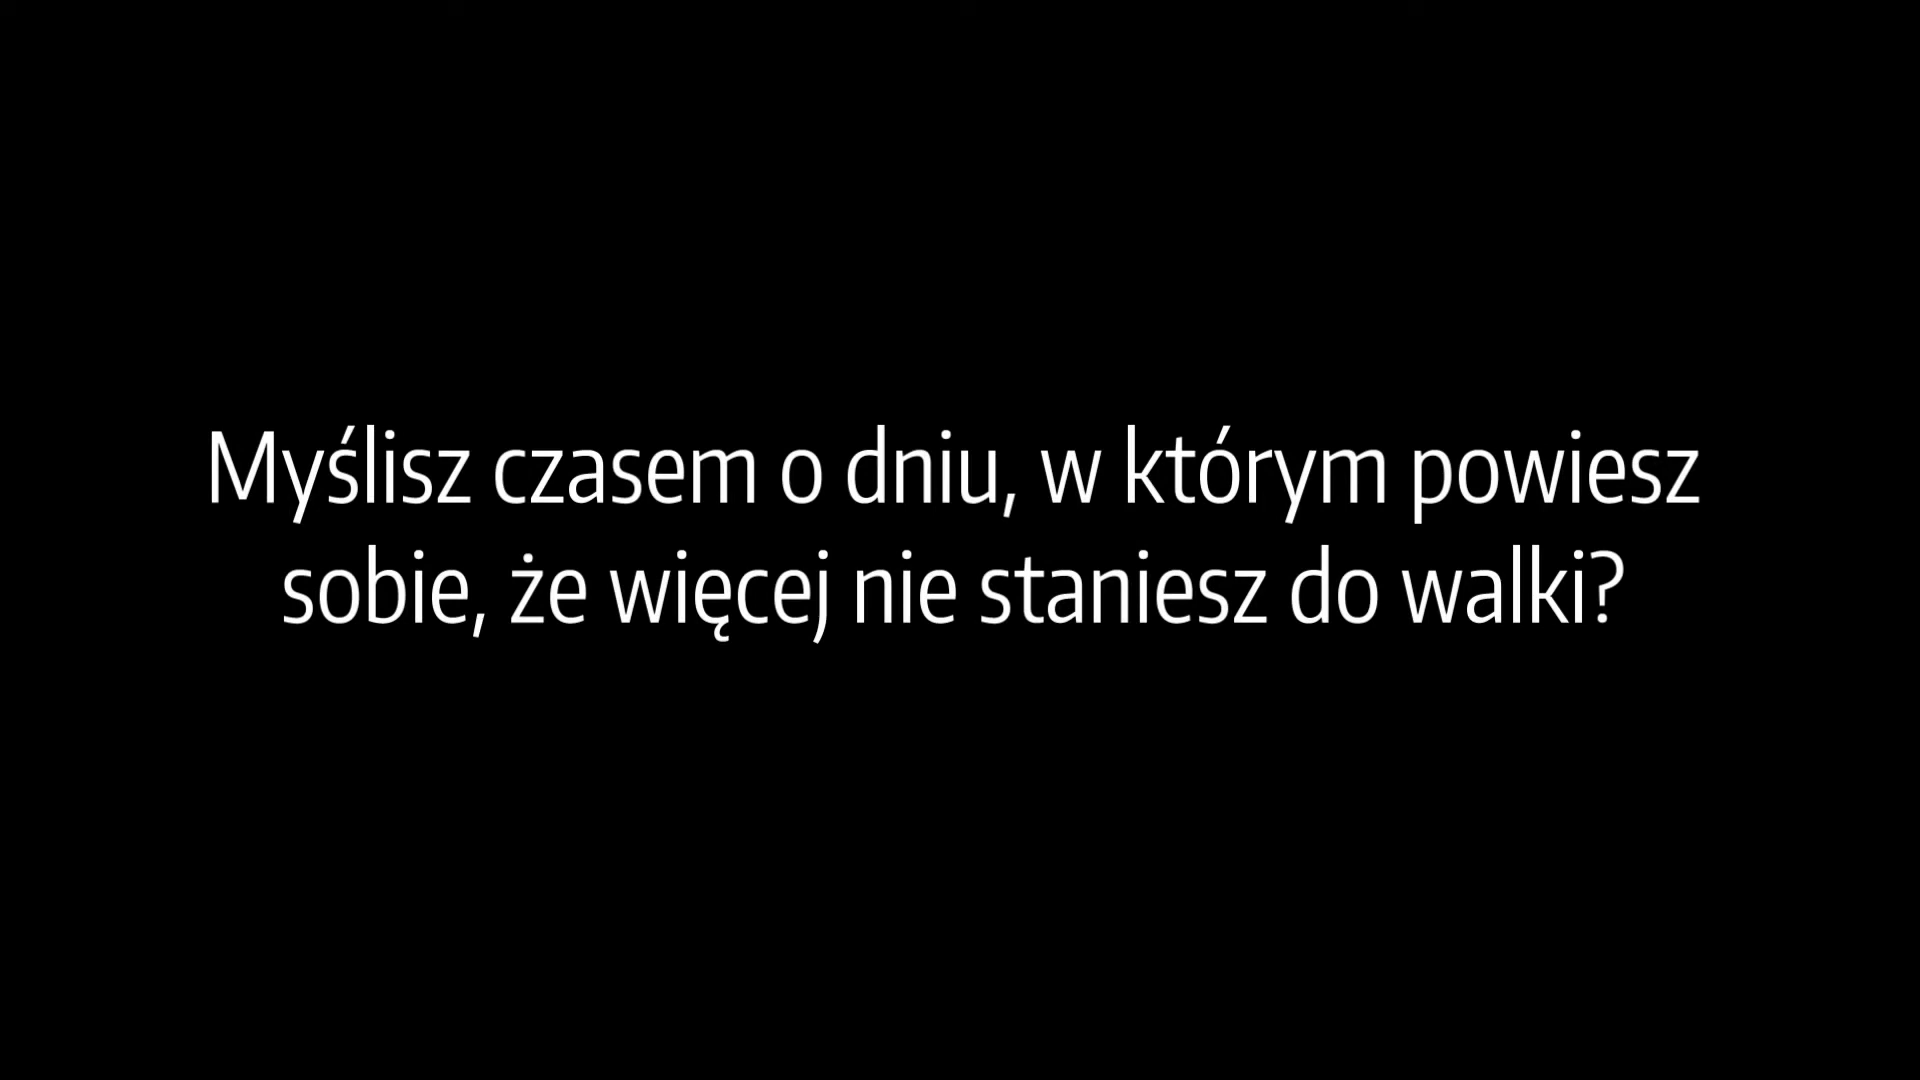 Myślisz czasem o dniu, w którym powiesz
sobie, że więcej nie staniesz do walki?